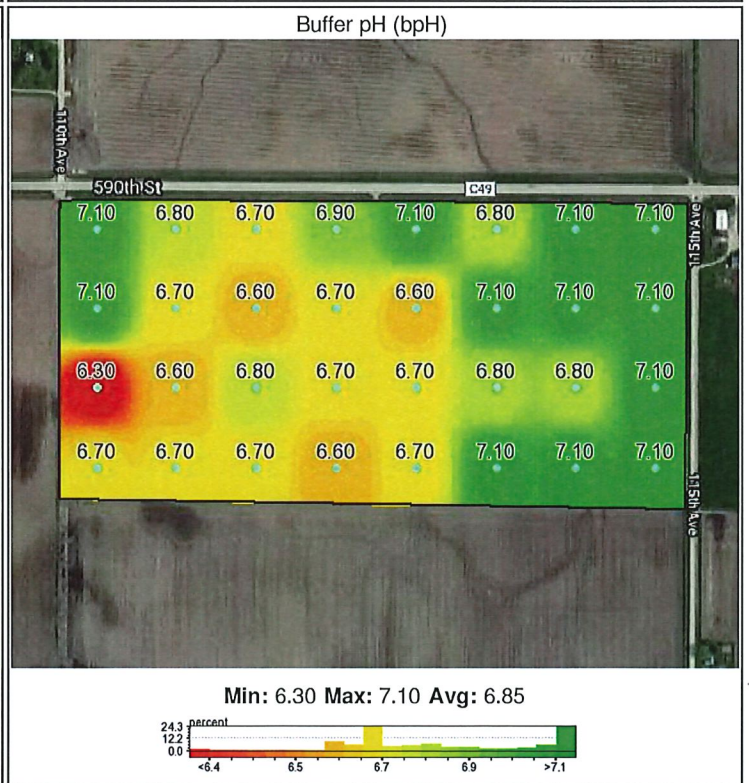 Buffer pH (bpH)
110th Ave
590th St
C49
115th Ave
7.10 6.80 6.70 6.90 7.10 6.80 7.10 7.10
7.10 6.70 6.60 6.70 6.60 7.10 7.10 7.10
6.30 6.60 6.80 6.70 6.70 6.80 6.80 7.10
6.70 6.70 6.70 6.60 6.70 7.10 7.10 7.10
115th Ave
Min: 6.30 Max: 7.10 Avg: 6.85
percent
24.3
12.2
0.0
<6.4 6.5 6.7 6.9 >7.1